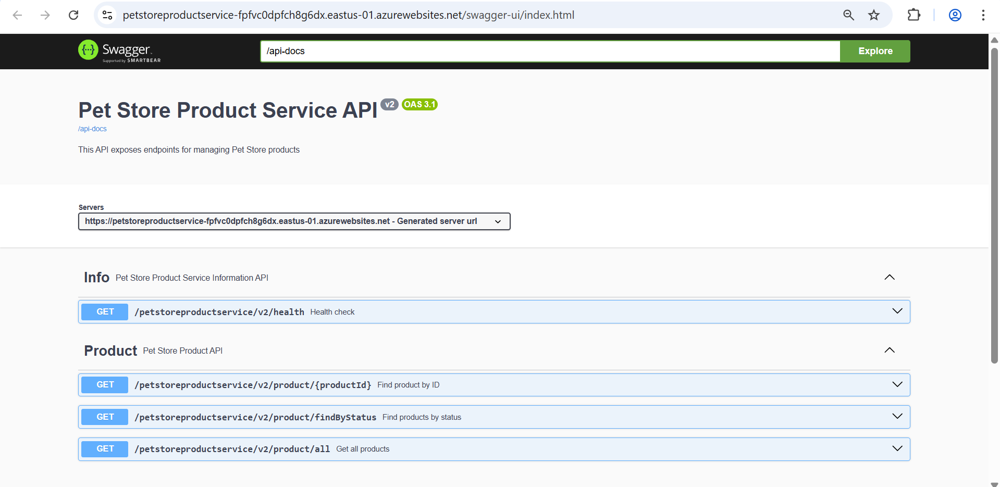 petstoreproductservice-fpfvc0dpfch8g6dx.eastus-01.azurewebsites.net/swagger-ui/index.html
Swagger
Supported by SMARTBEAR
/api-docs
Explore
Pet Store Product Service API v2 OAS 3.1
/api-docs
This API exposes endpoints for managing Pet Store products
Servers
https://petstoreproductservice-fpfvc0dpfch8g6dx.eastus-01.azurewebsites.net - Generated server url
Info Pet Store Product Service Information API
GET /petstoreproductservice/v2/health Health check
Product Pet Store Product API
GET /petstoreproductservice/v2/product/{productId} Find product by ID
GET /petstoreproductservice/v2/product/findByStatus Find products by status
GET /petstoreproductservice/v2/product/all Get all products